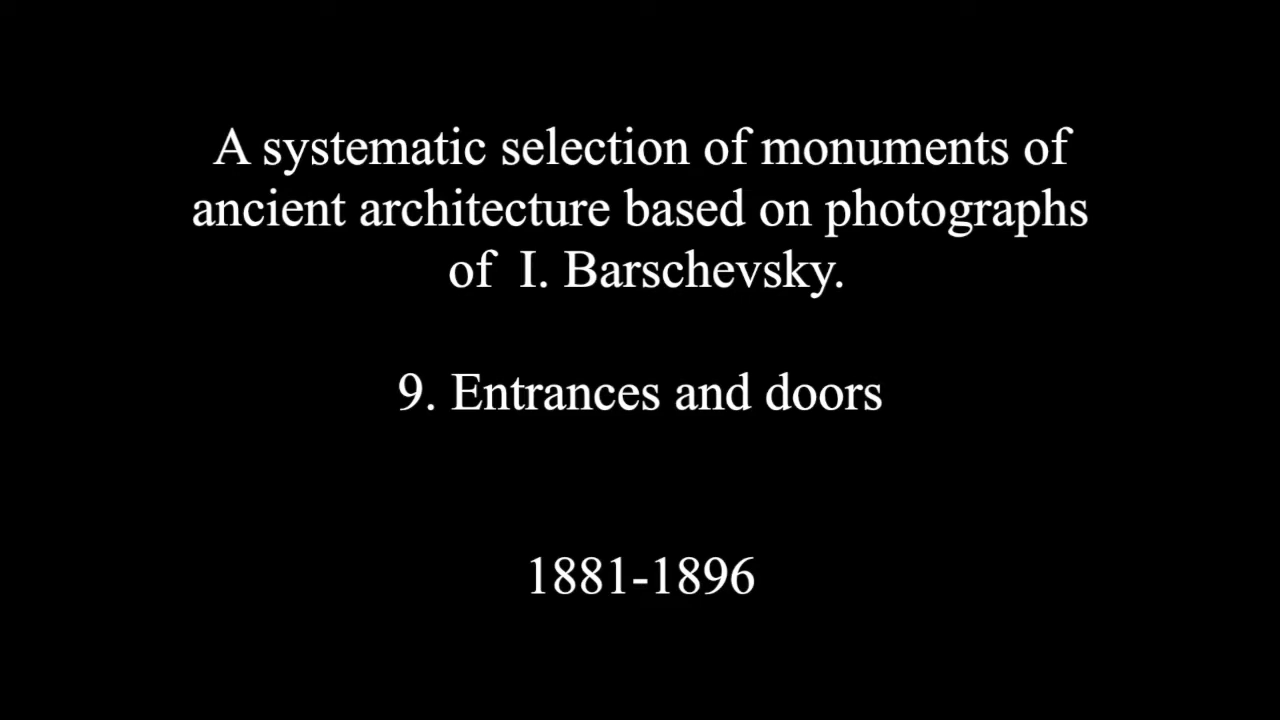 A systematic selection of monuments of
ancient architecture based on photographs
of I. Barschevsky.
9. Entrances and doors
1881-1896